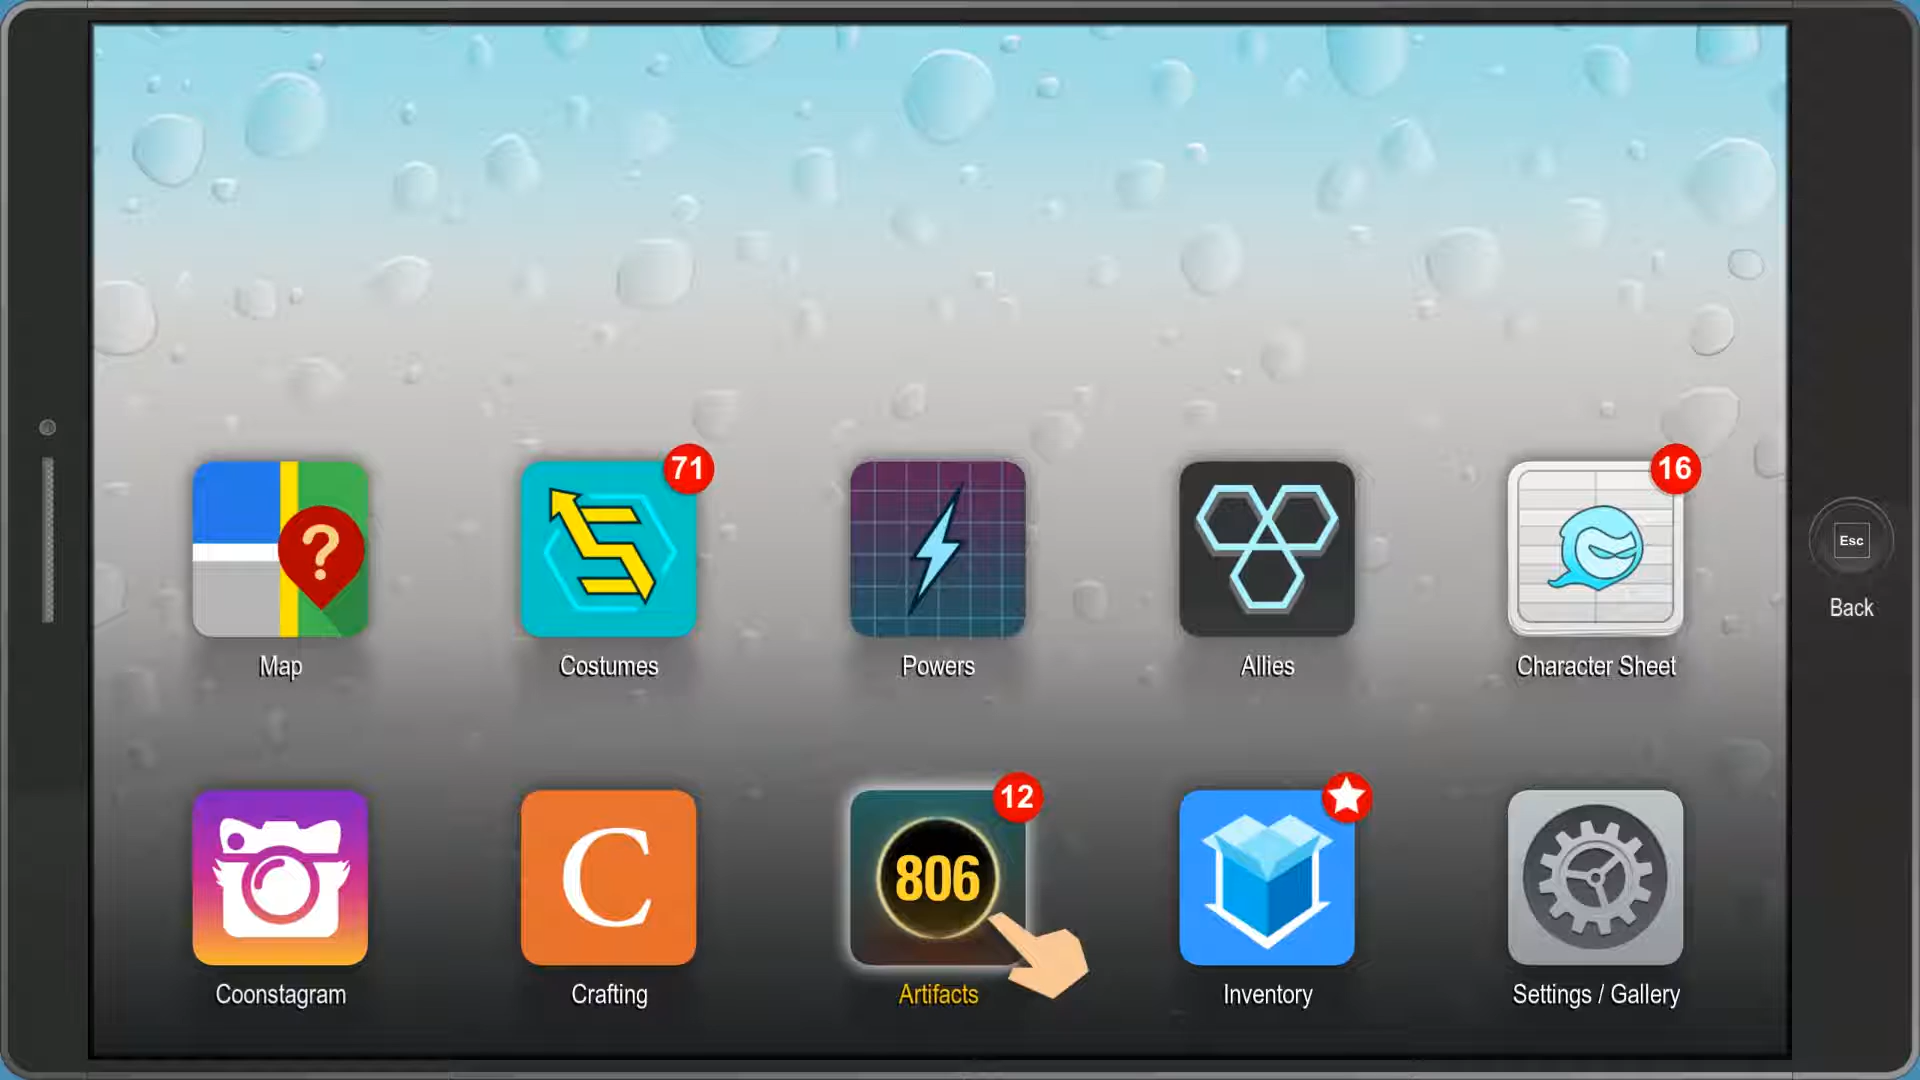 71
16
?
Esc
Back
Map
Costumes
Powers
Allies
Character Sheet
12
C
806
Coonstagram
Crafting
Artifacts
Inventory
Settings / Gallery